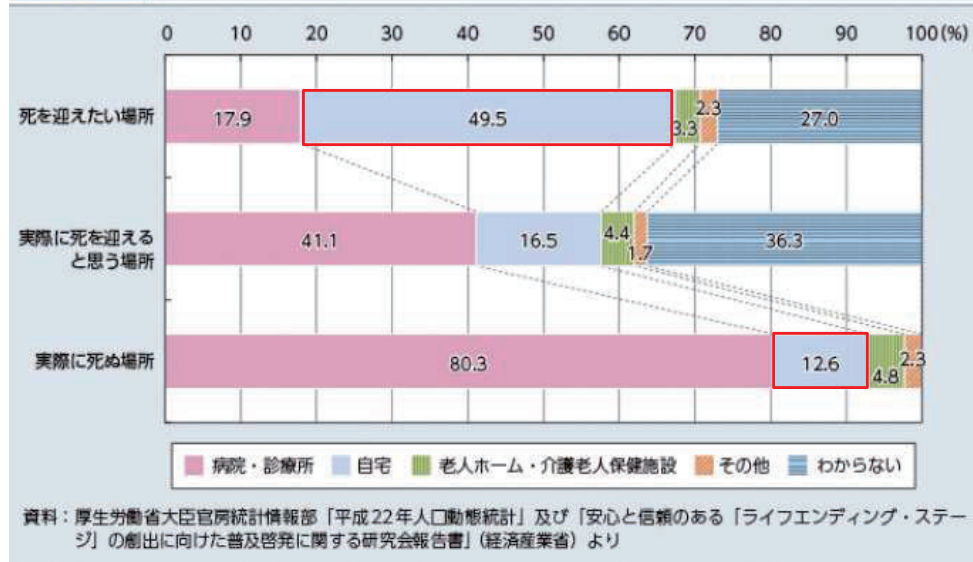 0 10 20 30 40 50 60 70 80 90 100(%)
死を迎えたい場所
17.9 49.5 3.3 2.3 27.0
実際に死を迎える
と思う場所
41.1 16.5 4.4 1.7 36.3
実際に死ぬ場所
80.3 12.6 4.8 2.3
病院・診療所 自宅 老人ホーム・介護老人保健施設 その他 わからない
資料：厚生労働省大臣官房統計情報部「平成22年人口動態統計」及び「安心と信頼のある「ライフエンディング・ステー
ジ」の創出に向けた普及啓発に関する研究会報告書」（経済産業省）より